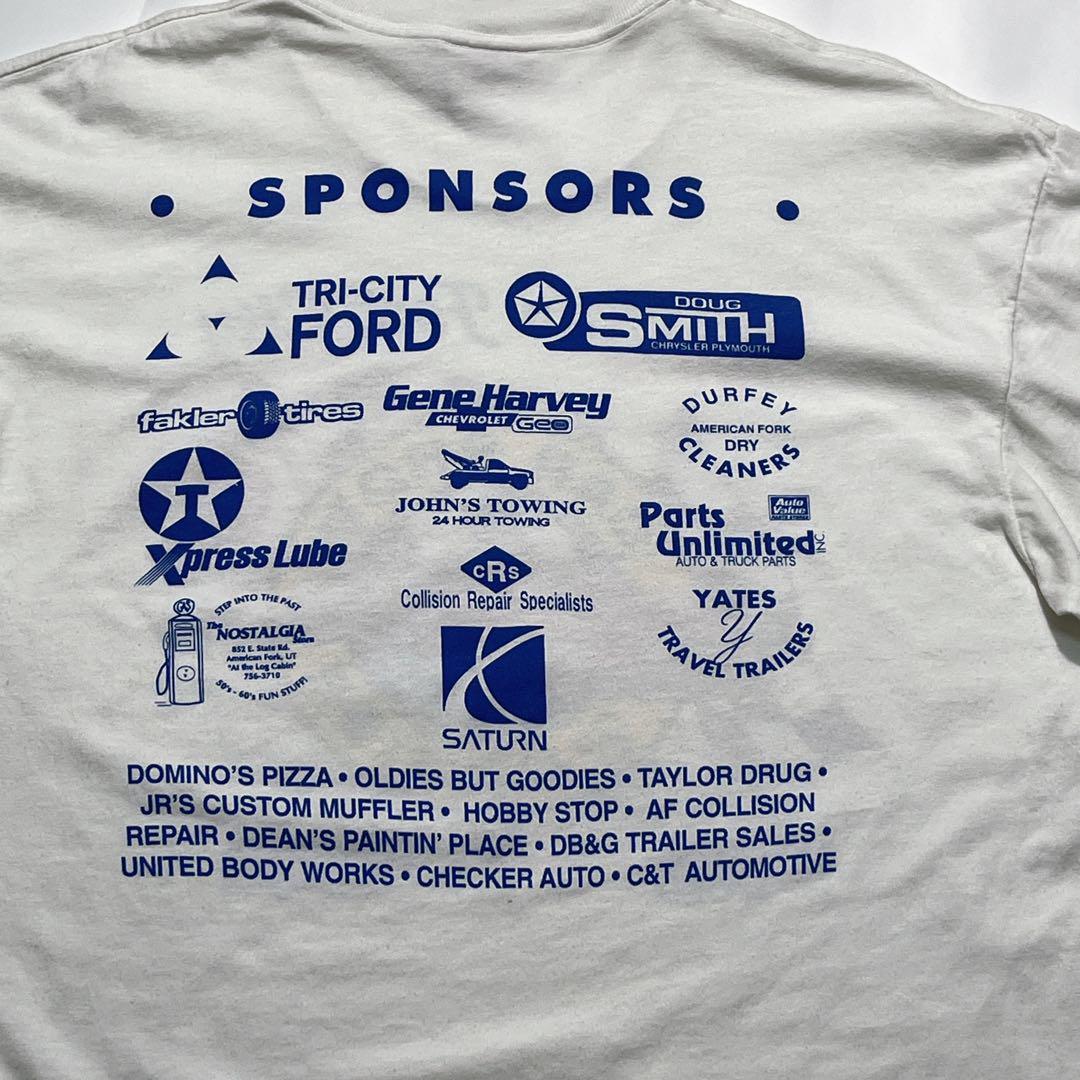 • SPONSORS •
TRI-CITY
FORD
DOUG
SMITH
CHRYSLER PLYMOUTH
fakler tires
Gene Harvey
CHEVROLET Geo
DURFEY
AMERICAN FORK
DRY
CLEANERS
T
Xpress Lube
JOHN'S TOWING
24 HOUR TOWING
Auto
Value
PARTS STORES
Parts
Unlimited INC.
AUTO & TRUCK PARTS
CRS
Collision Repair Specialists
GAS
STEP INTO THE PAST
The
NOSTALGIA
Store
852 E. State Rd.
American Fork, UT
"At the Log Cabin"
756-3710
50's - 60's FUN STUFF!
YATES
Y
TRAVEL TRAILERS
SATURN
DOMINO'S PIZZA • OLDIES BUT GOODIES • TAYLOR DRUG •
JR'S CUSTOM MUFFLER • HOBBY STOP • AF COLLISION
REPAIR • DEAN'S PAINTIN' PLACE • DB&G TRAILER SALES •
UNITED BODY WORKS • CHECKER AUTO • C&T AUTOMOTIVE